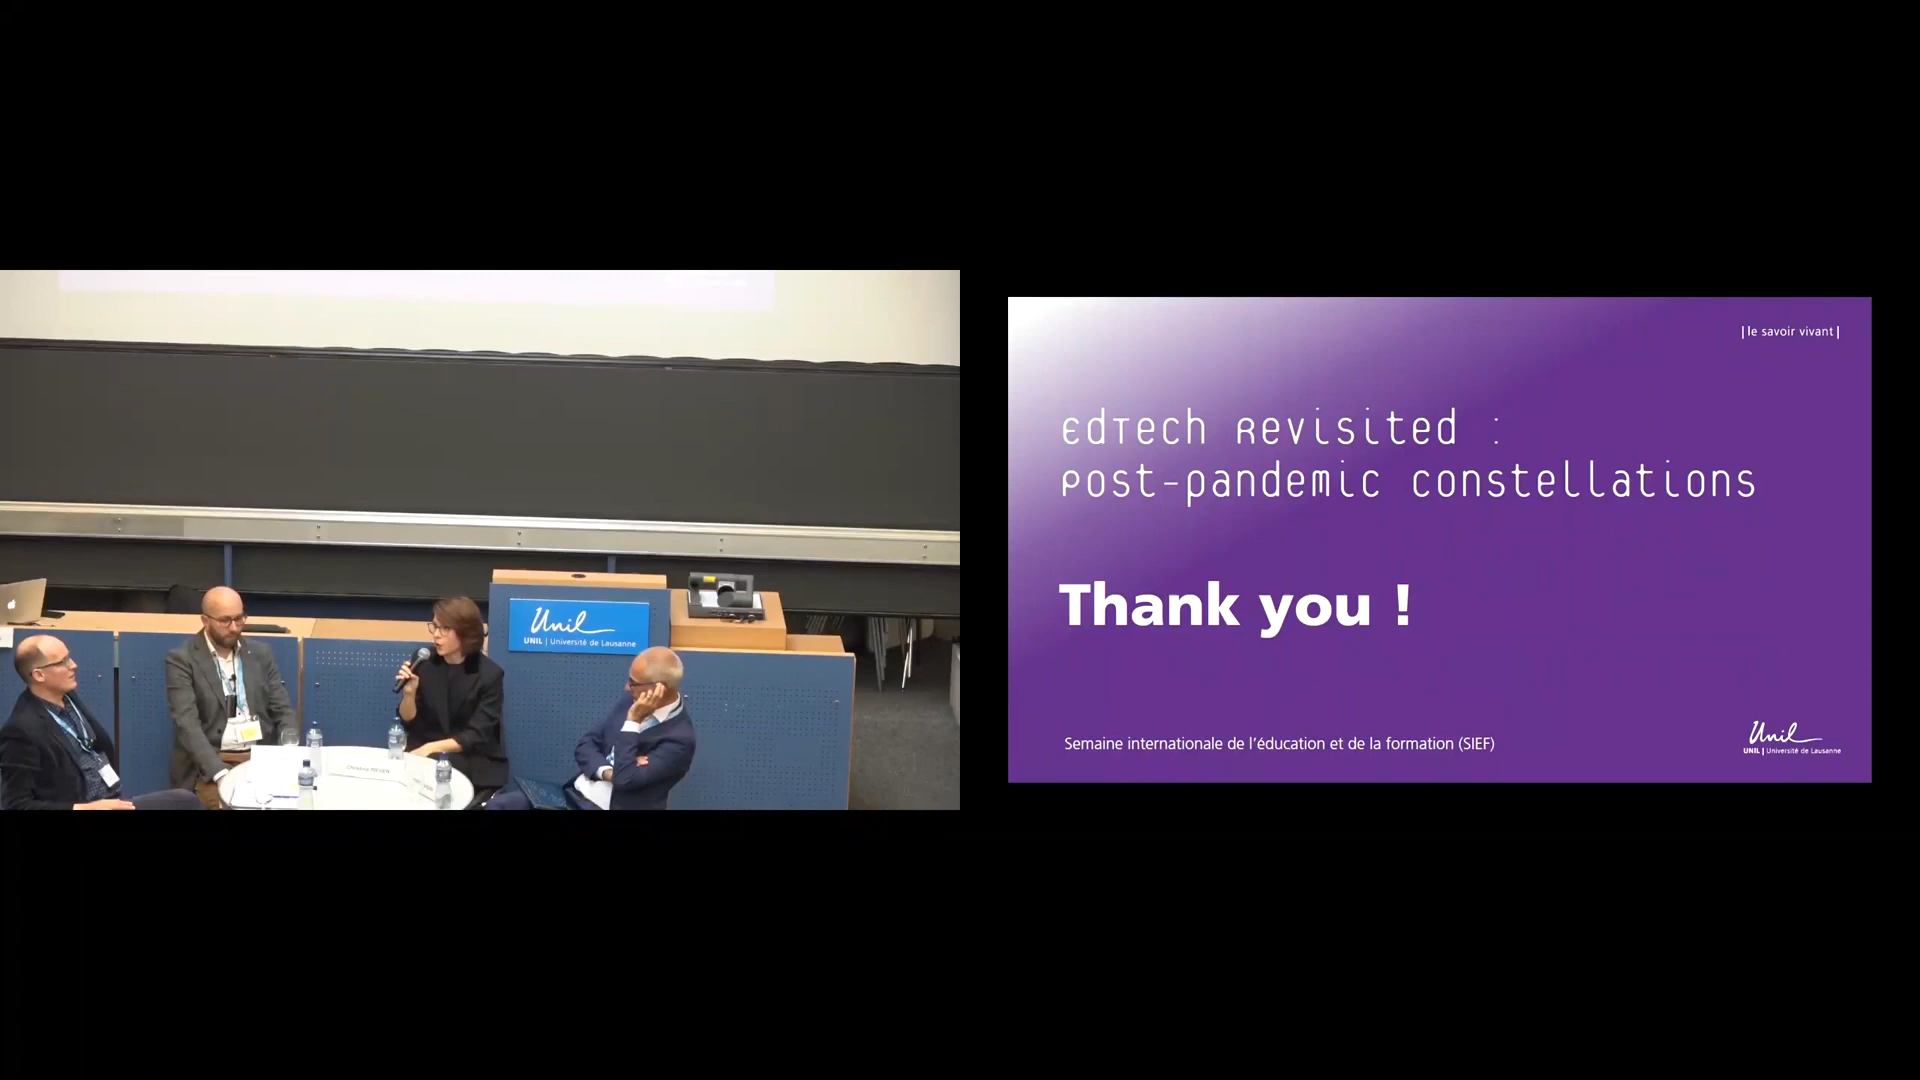 Unil
UNIL | Université de Lausanne
|le savoir vivant|
EdTech Revisited :
Post-pandemic constellations
Thank you !
Semaine internationale de l'éducation et de la formation (SIEF)
Unil
UNIL | Université de Lausanne